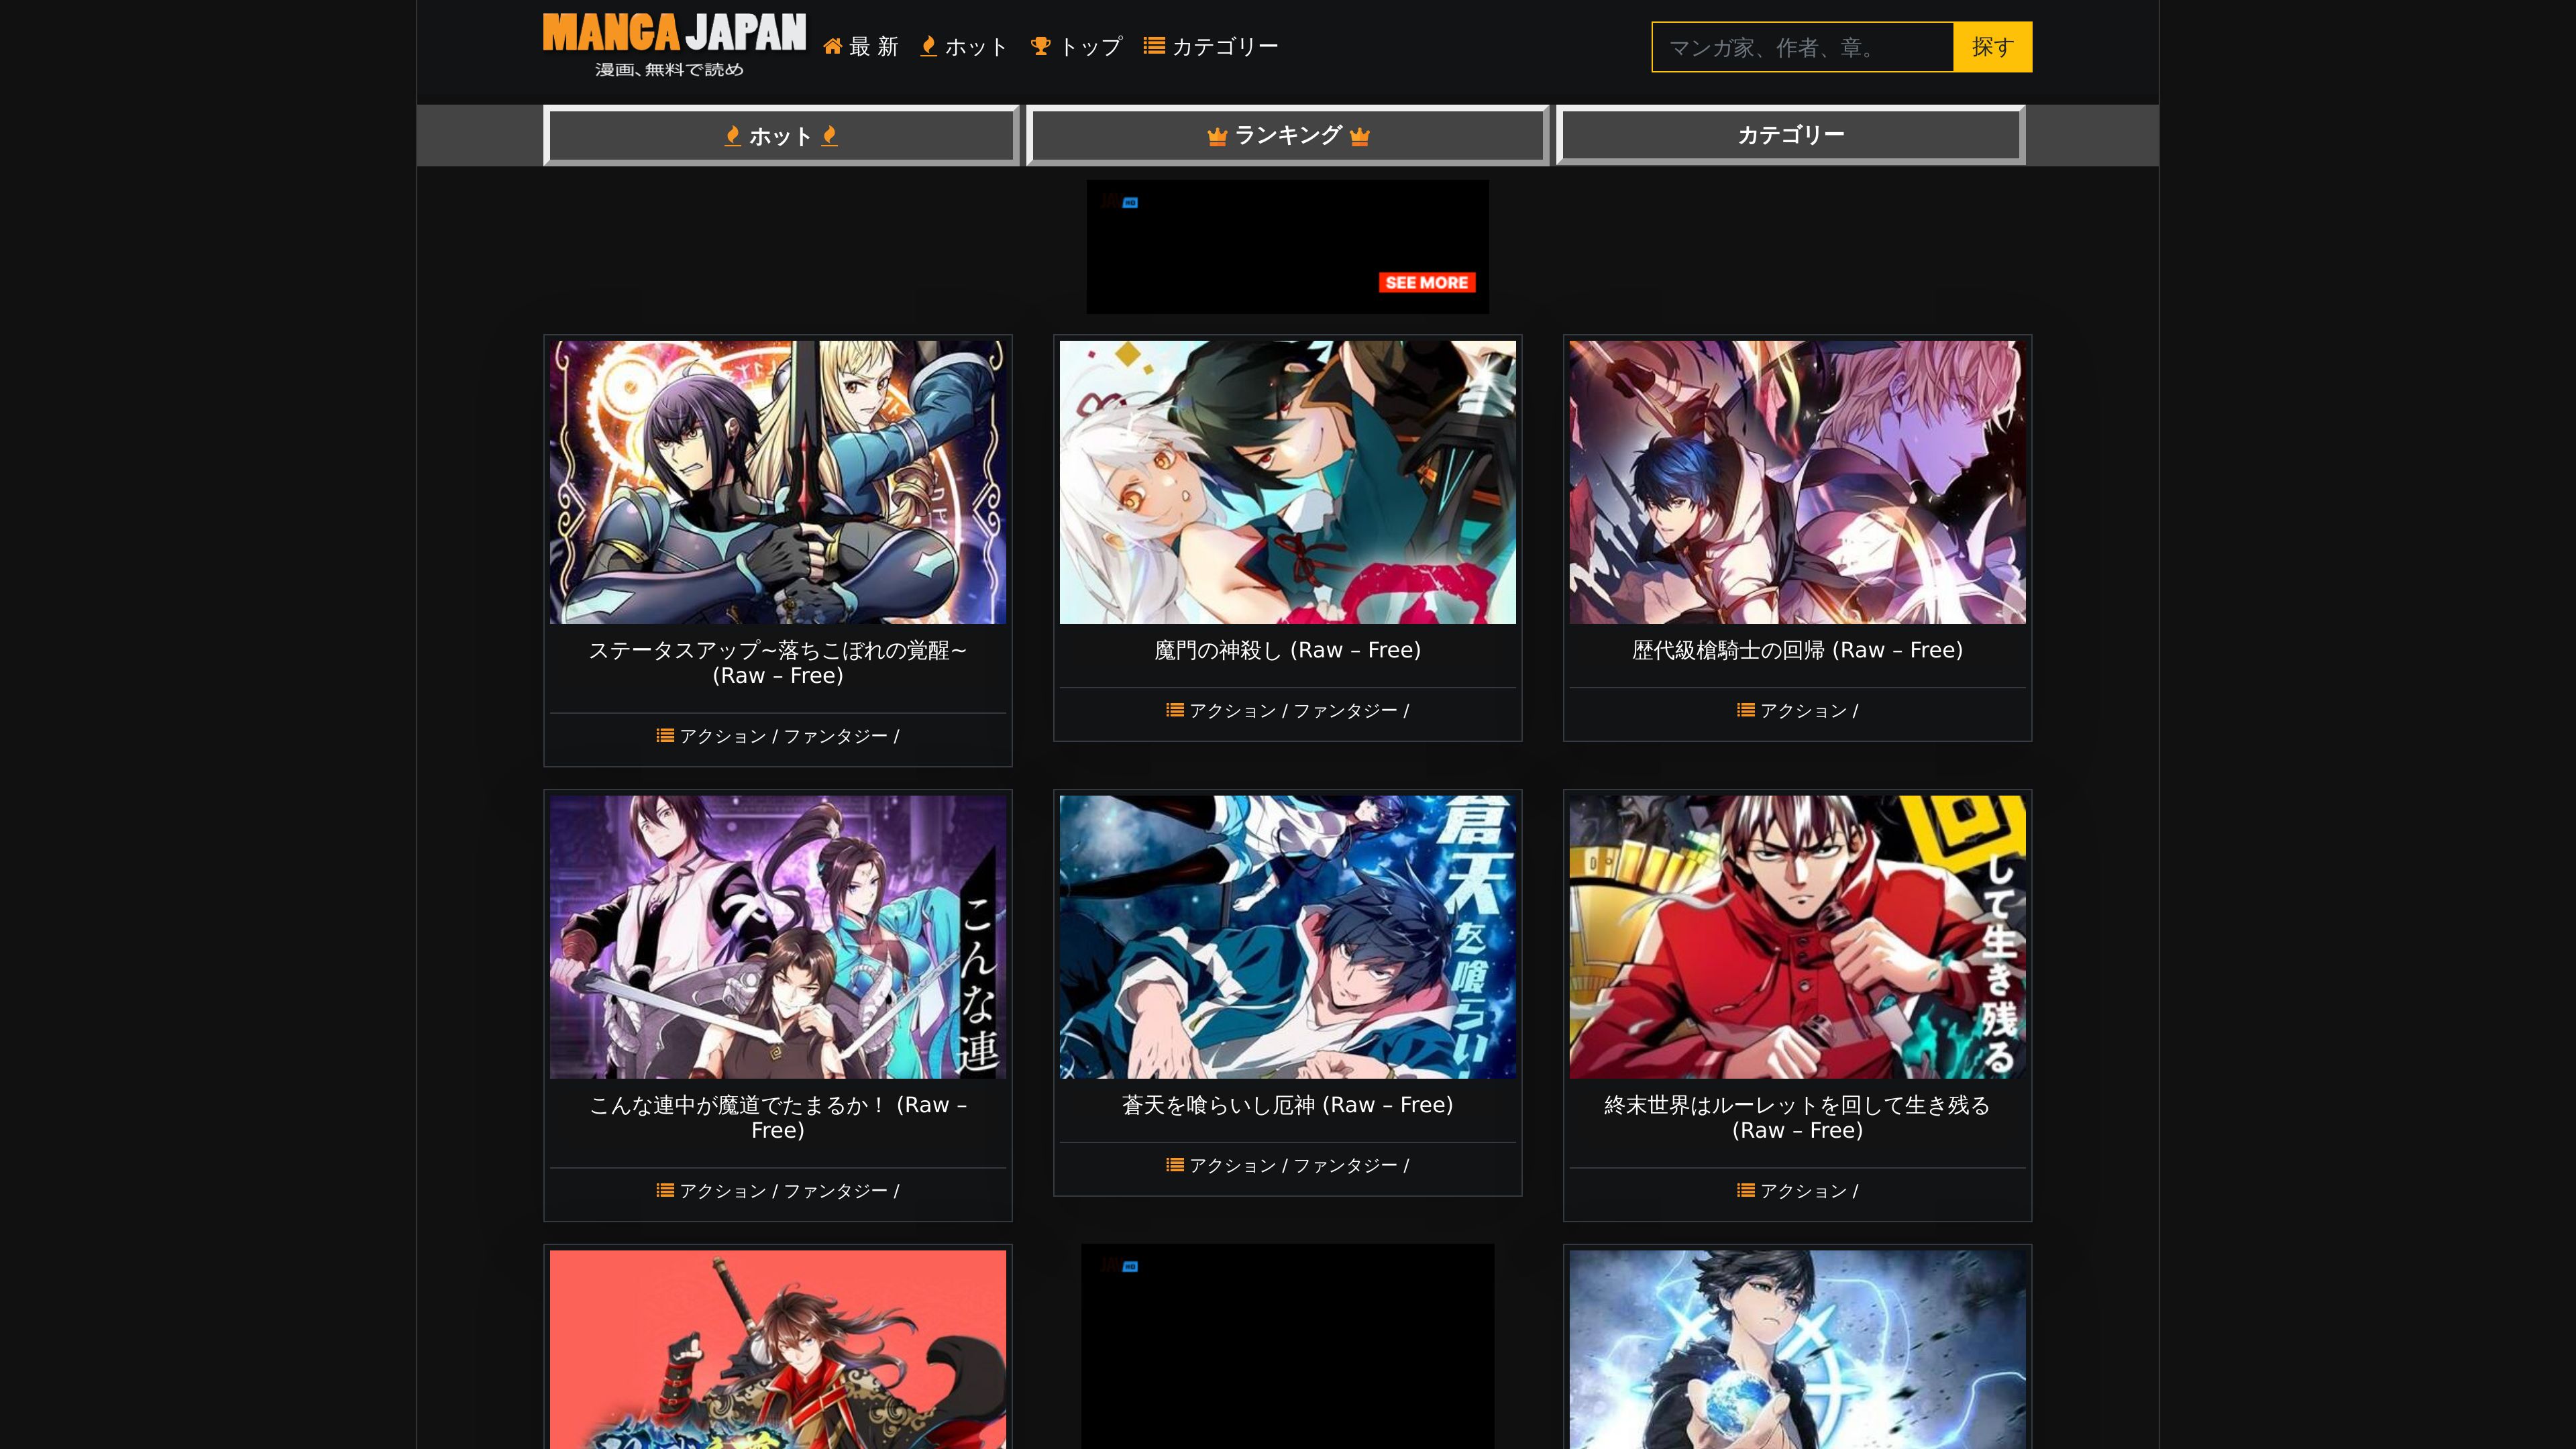 MANGA JAPAN
漫画、無料で読め
最 新
ホット
トップ
カテゴリー
マンガ家、作者、章。
探す
ホット
ランキング
カテゴリー
SEE MORE
ステータスアップ~落ちこぼれの覚醒~
(Raw – Free)
アクション / ファンタジー /
魔門の神殺し (Raw – Free)
アクション / ファンタジー /
歴代級槍騎士の回帰 (Raw – Free)
アクション /
こんな連
こんな連中が魔道でたまるか！ (Raw –
Free)
アクション / ファンタジー /
蒼天を喰らいし
蒼天を喰らいし厄神 (Raw – Free)
アクション / ファンタジー /
回して生き残る
終末世界はルーレットを回して生き残る
(Raw – Free)
アクション /